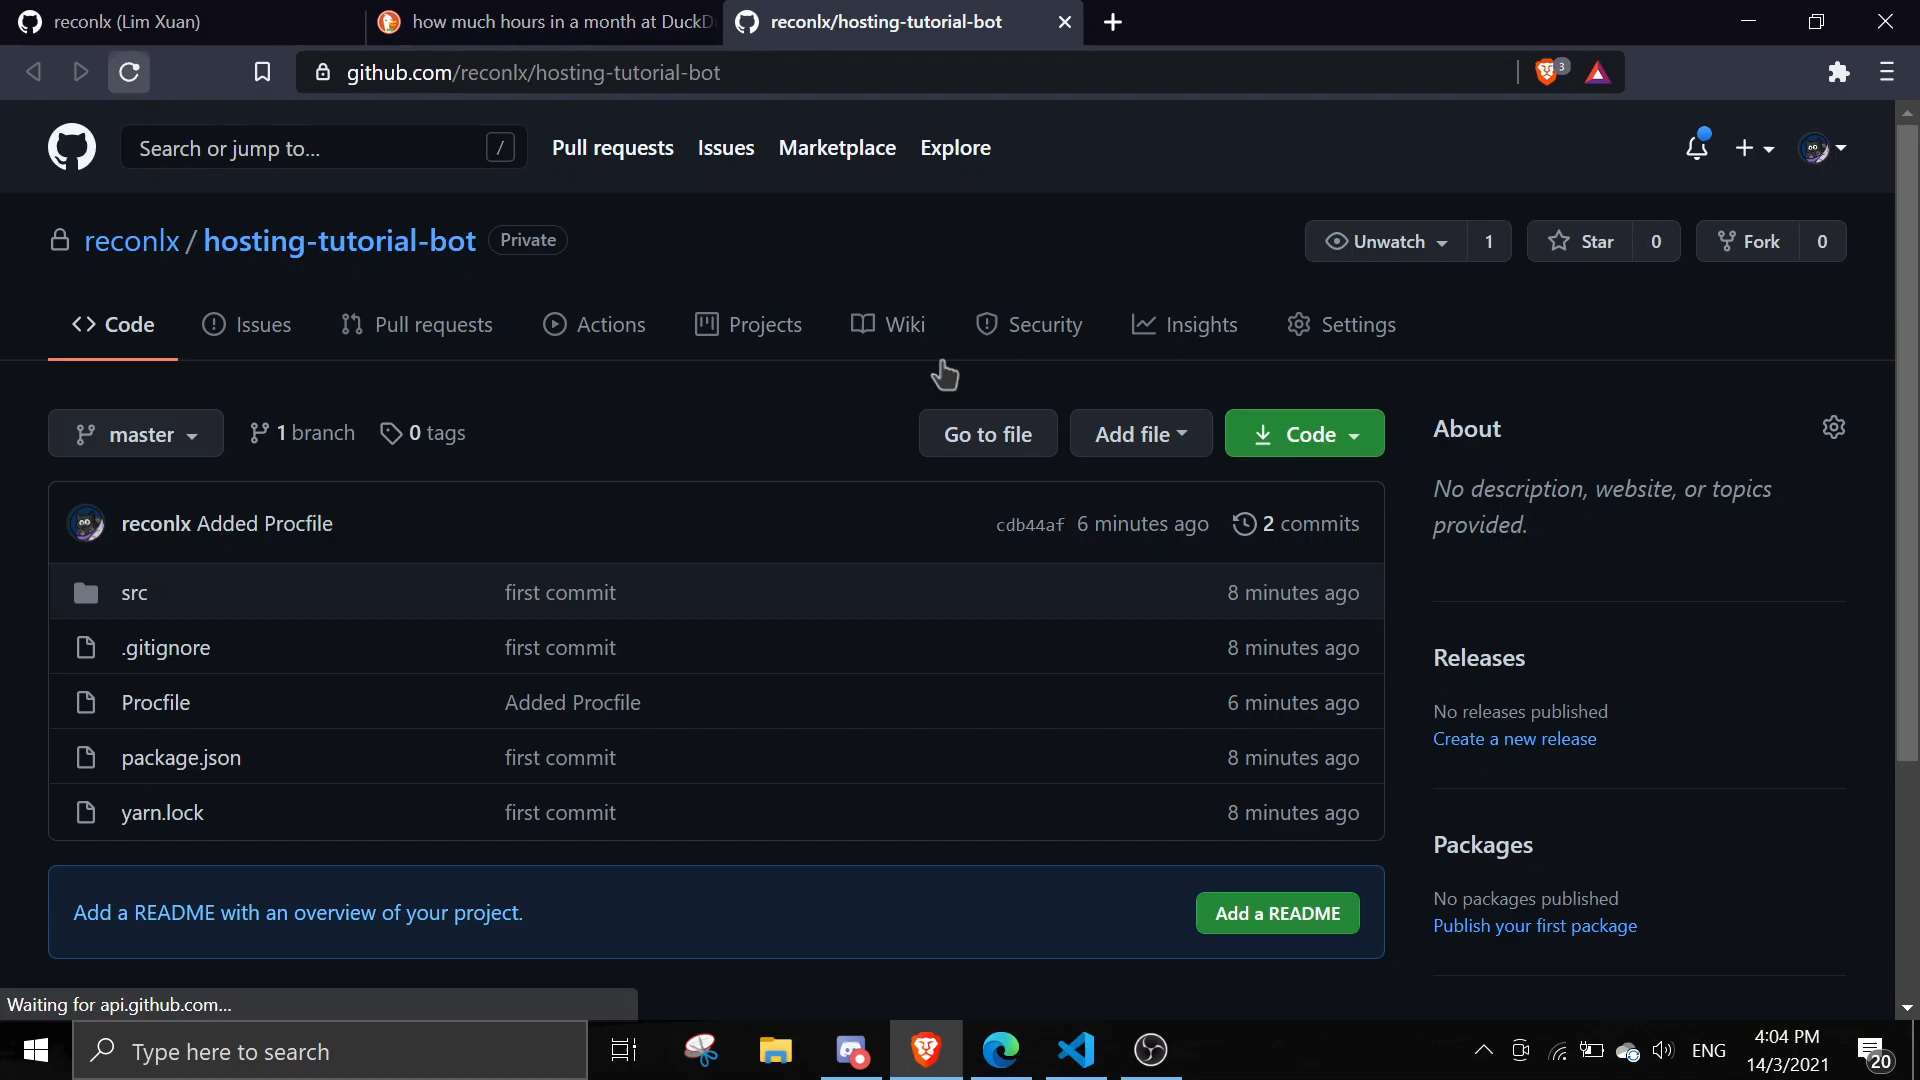 reconlx (Lim Xuan)
how much hours in a month at DuckD
reconlx/hosting-tutorial-bot
github.com/reconlx/hosting-tutorial-bot
3
Search or jump to...
/
Pull requests
Issues
Marketplace
Explore
reconlx / hosting-tutorial-bot
Private
Unwatch
1
Star
0
Fork
0
Code
Issues
Pull requests
Actions
Projects
Wiki
Security
Insights
Settings
master
1 branch
0 tags
Go to file
Add file
Code
About
No description, website, or topics
provided.
reconlx Added Procfile
cdb44af 6 minutes ago
2 commits
src
first commit
8 minutes ago
.gitignore
first commit
8 minutes ago
Procfile
Added Procfile
6 minutes ago
package.json
first commit
8 minutes ago
yarn.lock
first commit
8 minutes ago
Releases
No releases published
Create a new release
Packages
No packages published
Publish your first package
Add a README with an overview of your project.
Add a README
Waiting for api.github.com...
Type here to search
ENG
4:04 PM
14/3/2021
20